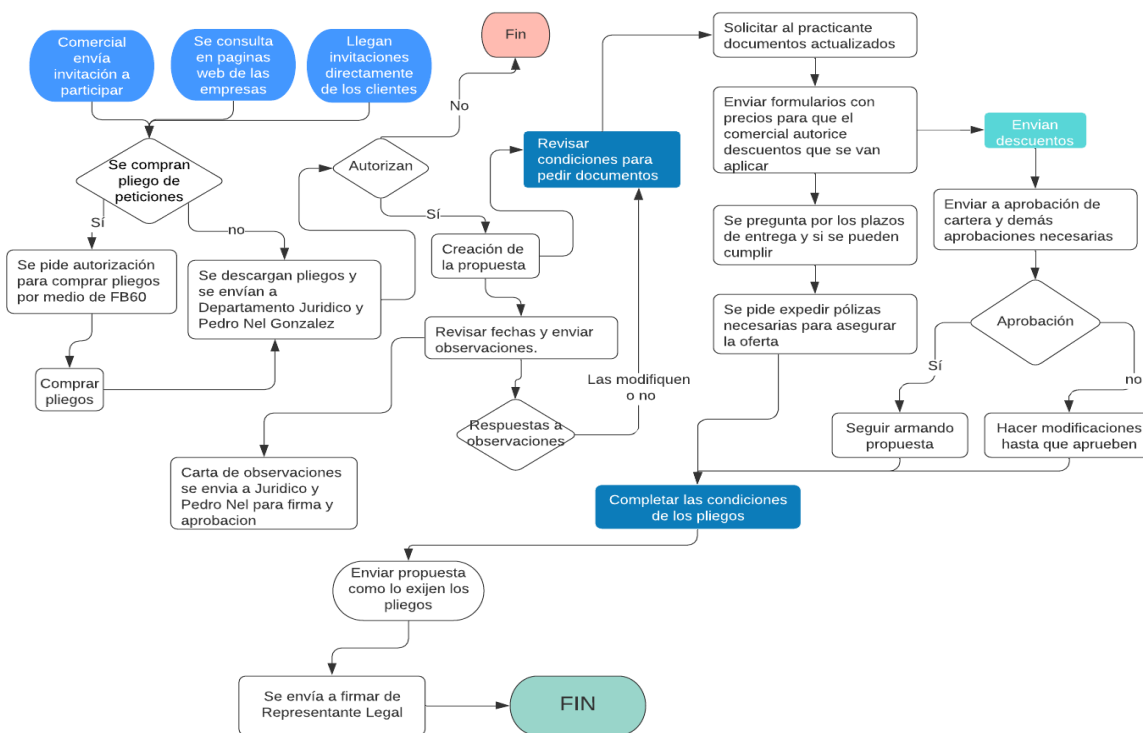 Comercial
envía
invitación a
participar
Se consulta
en paginas
web de las
empresas
Llegan
invitaciones
directamente
de los clientes
Fin
No
Se compran
pliego de
peticiones
Sí
no
Se pide autorización
para comprar pliegos
por medio de FB60
Comprar
pliegos
Se descargan pliegos y
se envían a
Departamento Juridico y
Pedro Nel Gonzalez
Autorizan
Sí
Creación de
la propuesta
Revisar fechas y enviar
observaciones.
Respuestas a
observaciones
Carta de observaciones
se envia a Juridico y
Pedro Nel para firma y
aprobacion
Las modifiquen
o no
Revisar
condiciones para
pedir documentos
Solicitar al practicante
documentos actualizados
Enviar formularios con
precios para que el
comercial autorice
descuentos que se van
aplicar
Envian
descuentos
Se pregunta por los plazos
de entrega y si se pueden
cumplir
Se pide expedir pólizas
necesarias para asegurar
la oferta
Enviar a aprobación de
cartera y demás
aprobaciones necesarias
Aprobación
Sí
no
Seguir armando
propuesta
Hacer modificaciones
hasta que aprueben
Completar las condiciones
de los pliegos
Enviar propuesta
como lo exijen los
pliegos
Se envía a firmar de
Representante Legal
FIN